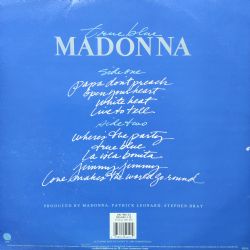 true blue
MADONNA
side one
papa don't preach
open your heart
white heat
live to tell
side two
where's the party
true blue
la isla bonita
jimmy jimmy
love makes the world go round
PRODUCED BY MADONNA, PATRICK LEONARD, STEPHEN BRAY